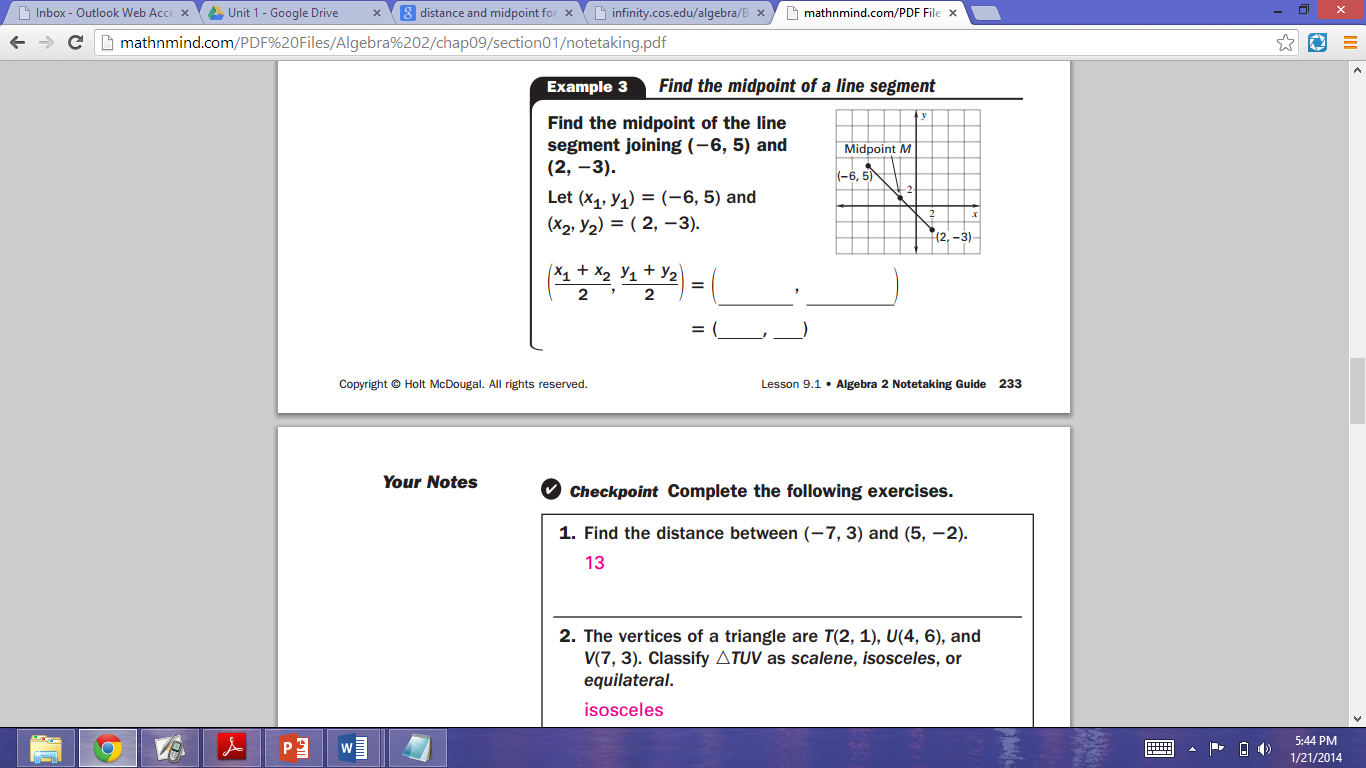 Inbox - Outlook Web Acce
Unit 1 - Google Drive
distance and midpoint for
infinity.cos.edu/algebra/B
mathnmind.com/PDF File
mathnmind.com/PDF%20Files/Algebra%202/chap09/section01/notetaking.pdf
Example 3 Find the midpoint of a line segment
Find the midpoint of the line
segment joining (−6, 5) and
(2, −3).
Let (x₁, y₁) = (−6, 5) and
(x₂, y₂) = ( 2, −3).
y
Midpoint M
(−6, 5)
2
2
x
(2, −3)
((x₁ + x₂)/2, (y₁ + y₂)/2) = (________ , ________)
= (____, ___)
Copyright © Holt McDougal. All rights reserved.
Lesson 9.1 • Algebra 2 Notetaking Guide 233
Your Notes
✔ Checkpoint Complete the following exercises.
1. Find the distance between (−7, 3) and (5, −2).
13
2. The vertices of a triangle are T(2, 1), U(4, 6), and
V(7, 3). Classify △TUV as scalene, isosceles, or
equilateral.
isosceles
5:44 PM
1/21/2014